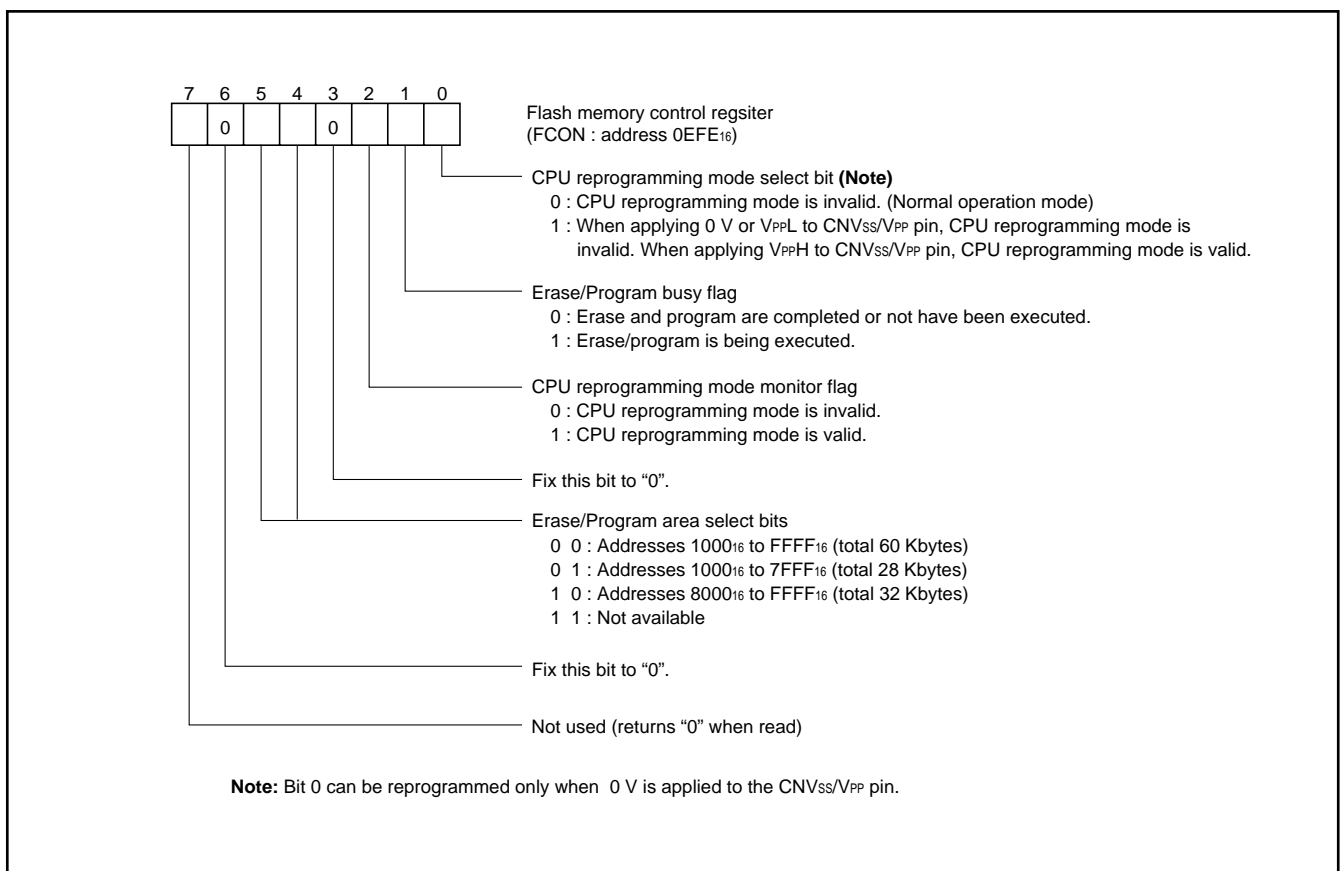 7 6 5 4 3 2 1 0
0 0
Flash memory control regsiter
(FCON : address 0EFE16)
CPU reprogramming mode select bit (Note)
0 : CPU reprogramming mode is invalid. (Normal operation mode)
1 : When applying 0 V or VPPL to CNVSS/VPP pin, CPU reprogramming mode is
invalid. When applying VPPH to CNVSS/VPP pin, CPU reprogramming mode is valid.
Erase/Program busy flag
0 : Erase and program are completed or not have been executed.
1 : Erase/program is being executed.
CPU reprogramming mode monitor flag
0 : CPU reprogramming mode is invalid.
1 : CPU reprogramming mode is valid.
Fix this bit to “0”.
Erase/Program area select bits
0 0 : Addresses 100016 to FFFF16 (total 60 Kbytes)
0 1 : Addresses 100016 to 7FFF16 (total 28 Kbytes)
1 0 : Addresses 800016 to FFFF16 (total 32 Kbytes)
1 1 : Not available
Fix this bit to “0”.
Not used (returns “0” when read)
Note: Bit 0 can be reprogrammed only when 0 V is applied to the CNVSS/VPP pin.